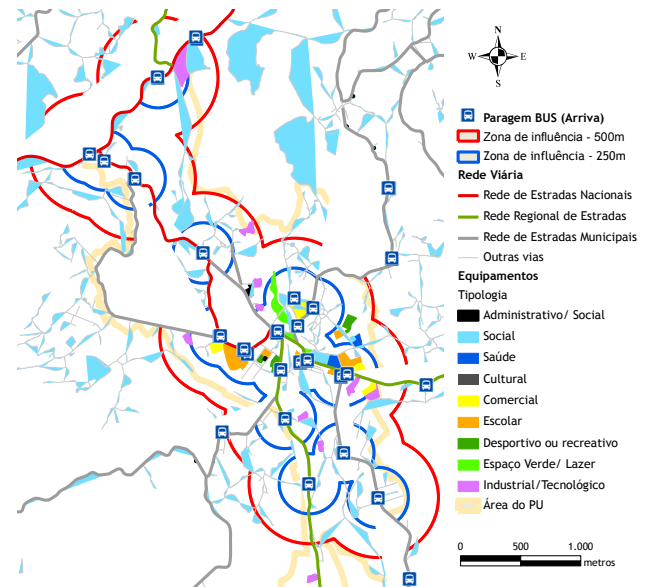 N
W E
S
Paragem BUS (Arriva)
Zona de influência - 500m
Zona de influência - 250m
Rede Viária
Rede de Estradas Nacionais
Rede Regional de Estradas
Rede de Estradas Municipais
Outras vias
Equipamentos
Tipologia
Administrativo/ Social
Social
Saúde
Cultural
Comercial
Escolar
Desportivo ou recreativo
Espaço Verde/ Lazer
Industrial/Tecnológico
Área do PU
0 500 1.000
metros